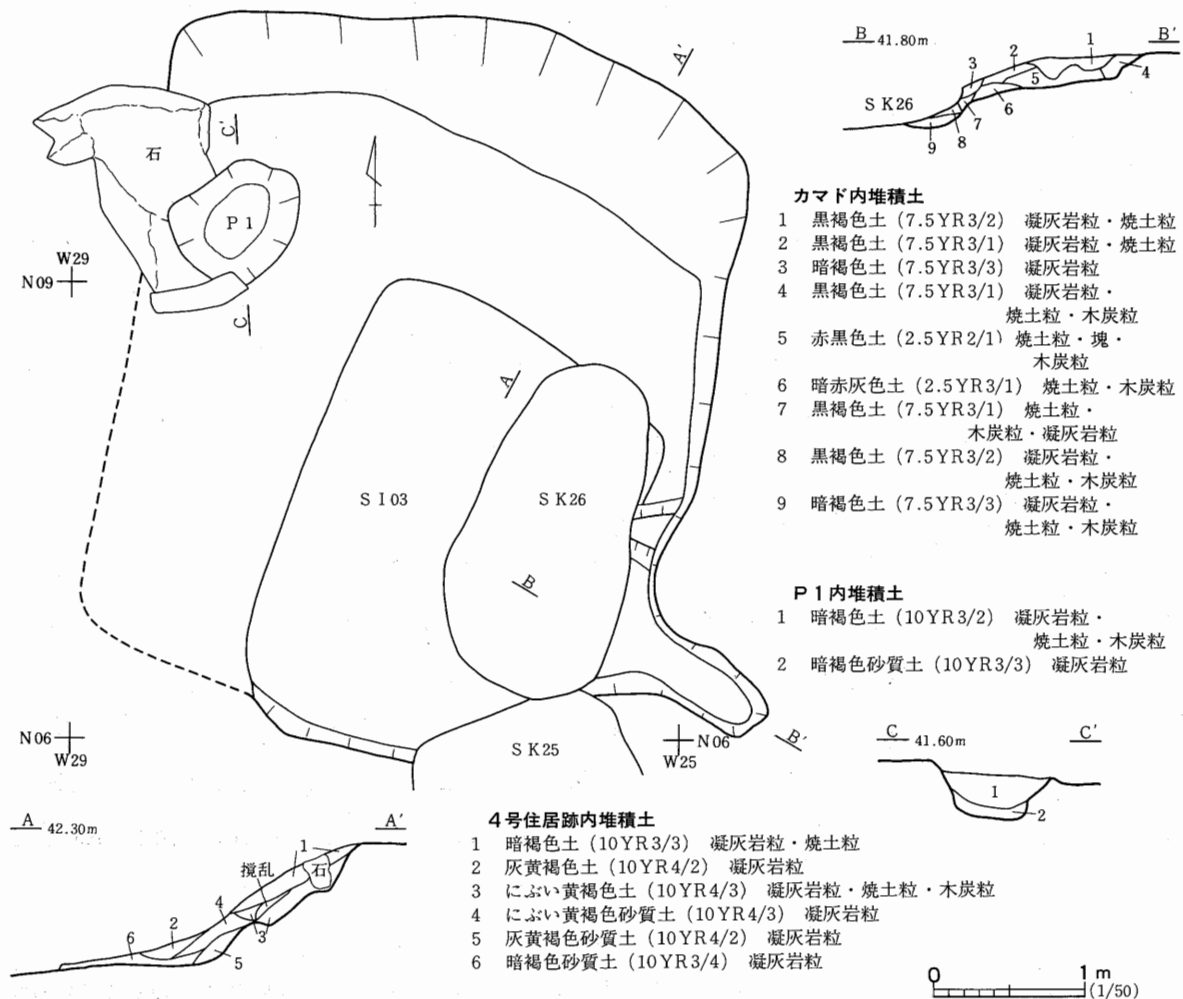 A'
C'
石
P1
W29
N09
C
A
SI03
SK26
B
N06
W29
SK25
N06
W25
B'
B 41.80m B'
1
2
3
4
5
6
SK26
7
8
9
カマド内堆積土
1 黒褐色土 (7.5YR3/2) 凝灰岩粒・焼土粒
2 黒褐色土 (7.5YR3/1) 凝灰岩粒・焼土粒
3 暗褐色土 (7.5YR3/3) 凝灰岩粒
4 黒褐色土 (7.5YR3/1) 凝灰岩粒・
焼土粒・木炭粒
5 赤黒色土 (2.5YR2/1) 焼土粒・塊・
木炭粒
6 暗赤灰色土 (2.5YR3/1) 焼土粒・木炭粒
7 黒褐色土 (7.5YR3/1) 焼土粒・
木炭粒・凝灰岩粒
8 黒褐色土 (7.5YR3/2) 凝灰岩粒・
焼土粒・木炭粒
9 暗褐色土 (7.5YR3/3) 凝灰岩粒・
焼土粒・木炭粒
P1内堆積土
1 暗褐色土 (10YR3/2) 凝灰岩粒・
焼土粒・木炭粒
2 暗褐色砂質土 (10YR3/3) 凝灰岩粒
C 41.60m C'
1
2
A 42.30m A'
1
攪乱
石
4
2
6
3
5
4号住居跡内堆積土
1 暗褐色土 (10YR3/3) 凝灰岩粒・焼土粒
2 灰黄褐色土 (10YR4/2) 凝灰岩粒
3 にぶい黄褐色土 (10YR4/3) 凝灰岩粒・焼土粒・木炭粒
4 にぶい黄褐色砂質土 (10YR4/3) 凝灰岩粒
5 灰黄褐色砂質土 (10YR4/2) 凝灰岩粒
6 暗褐色砂質土 (10YR3/4) 凝灰岩粒
0 1m
(1/50)